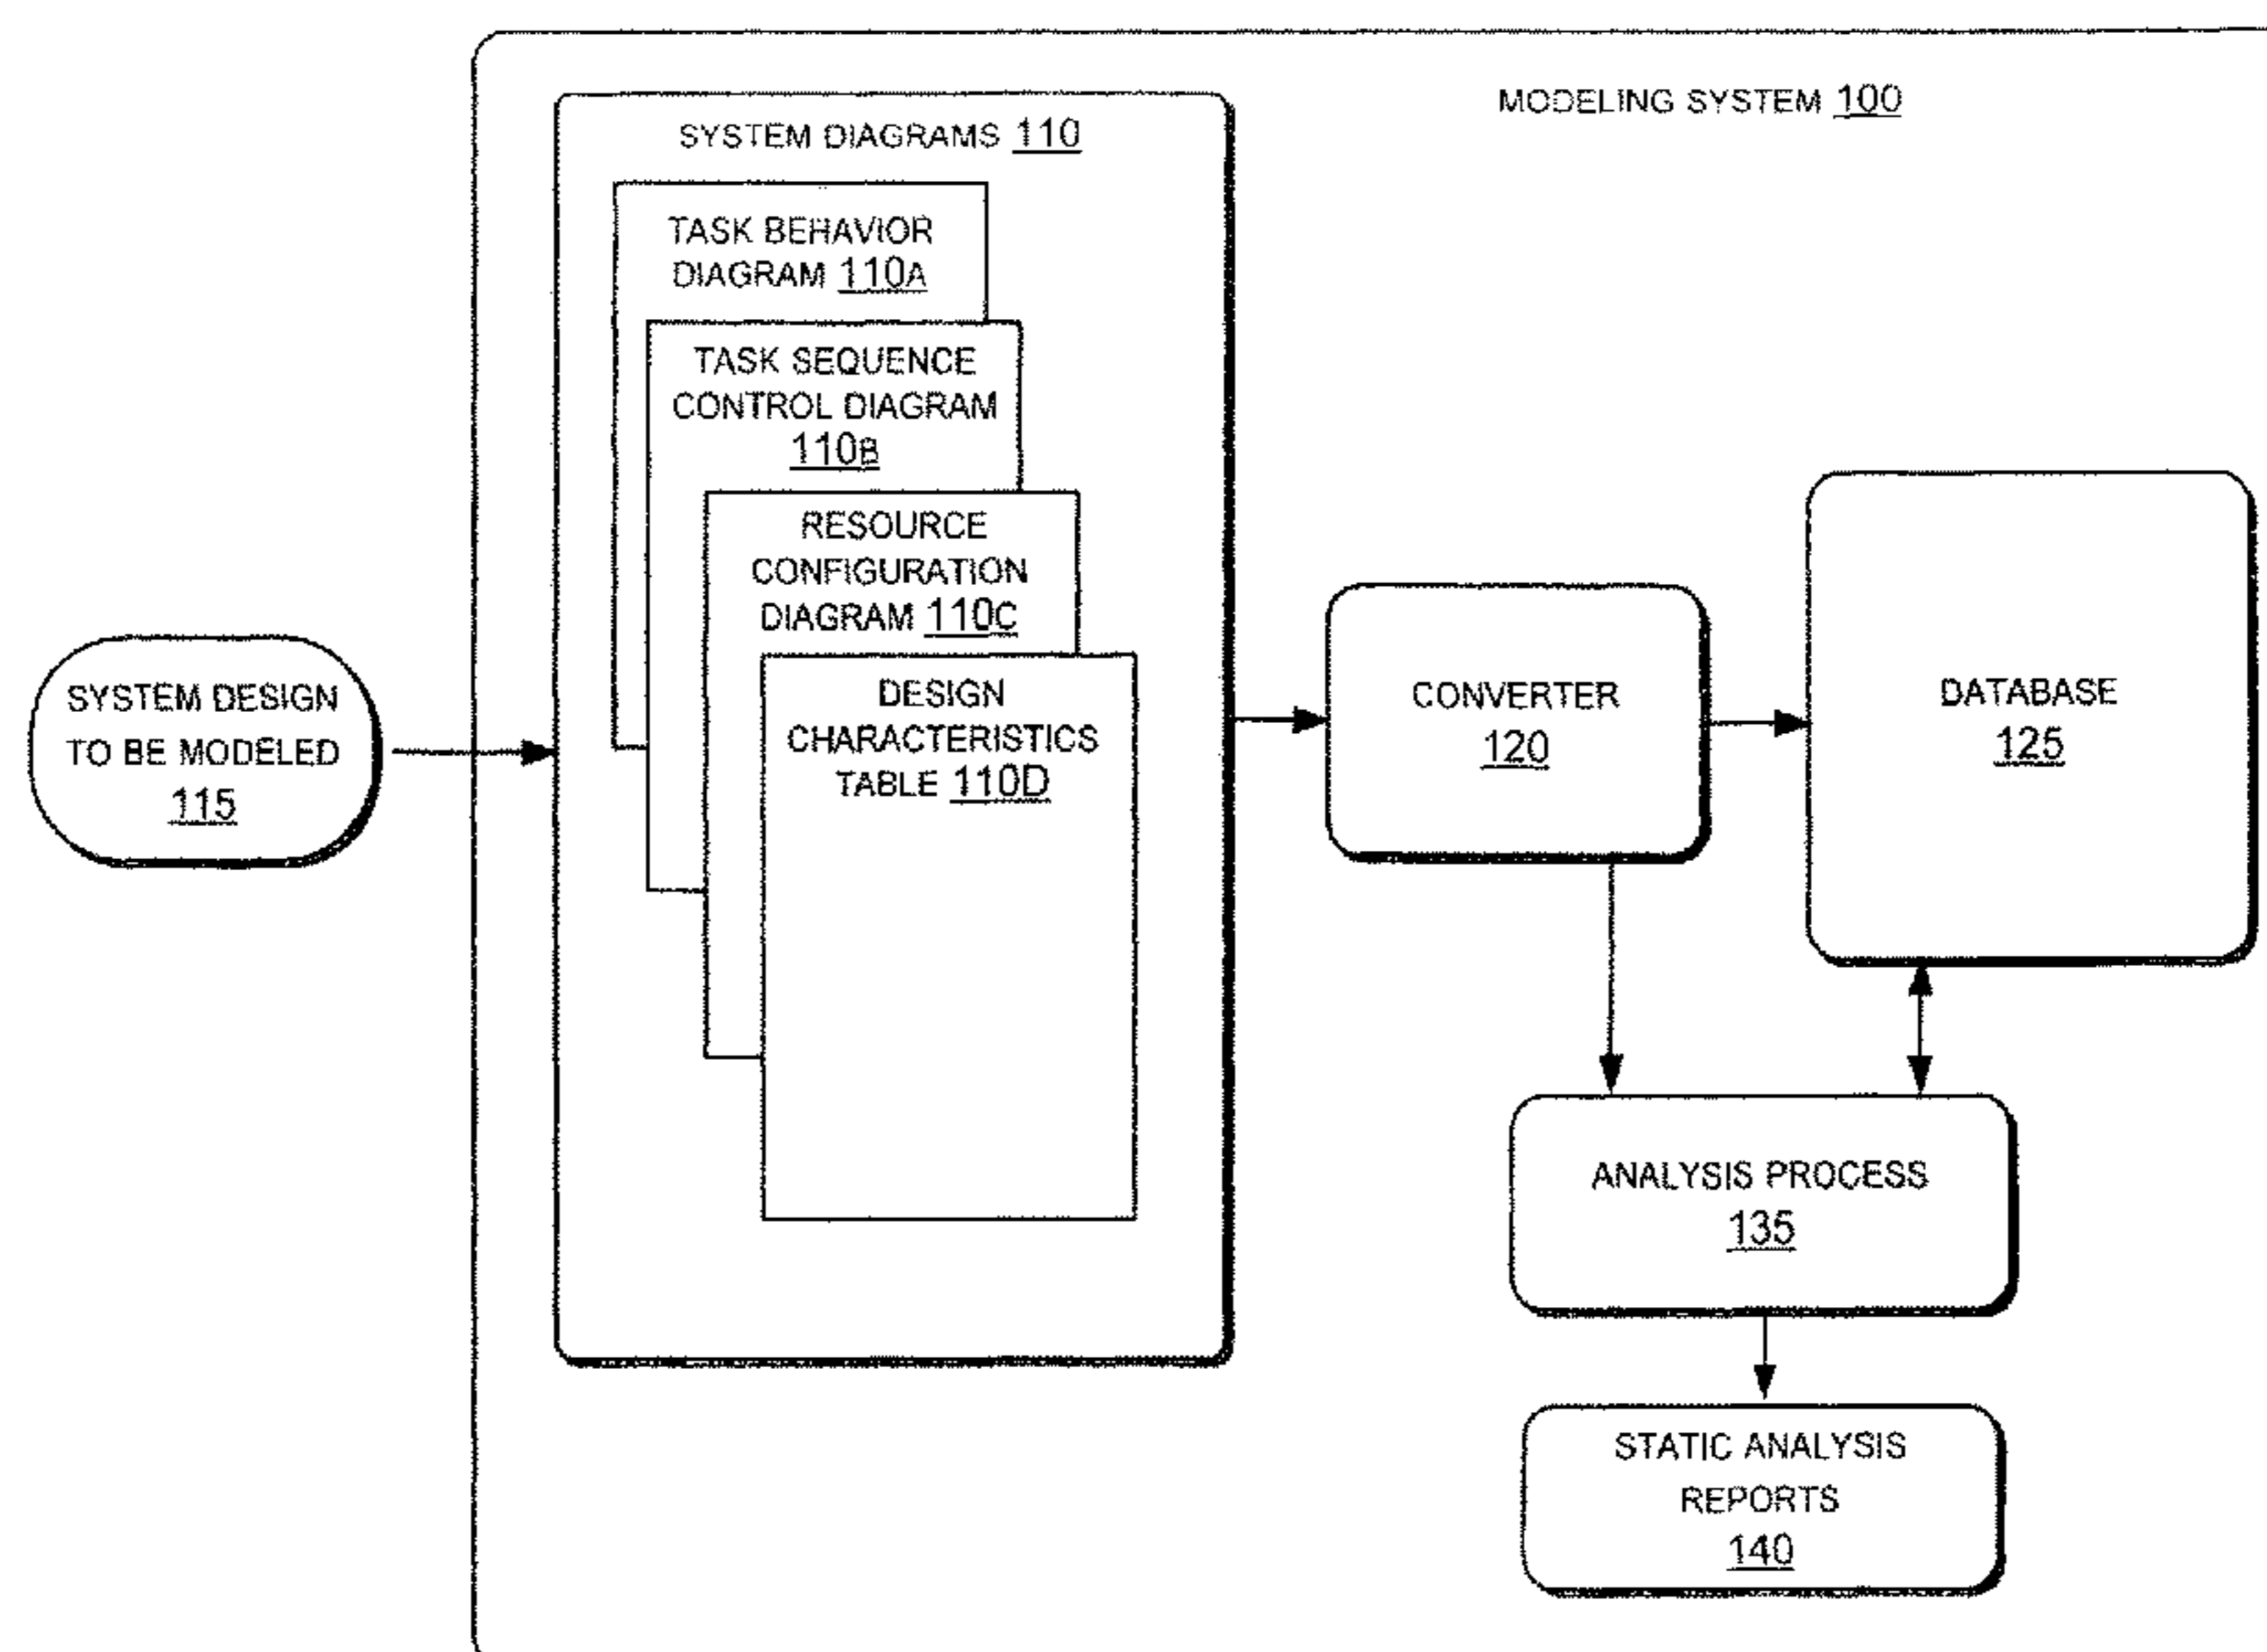 MODELING SYSTEM 100
SYSTEM DIAGRAMS 110
TASK BEHAVIOR
DIAGRAM 110A
TASK SEQUENCE
CONTROL DIAGRAM
110B
RESOURCE
CONFIGURATION
DIAGRAM 110C
DESIGN
CHARACTERISTICS
TABLE 110D
SYSTEM DESIGN
TO BE MODELED
115
CONVERTER
120
DATABASE
125
ANALYSIS PROCESS
135
STATIC ANALYSIS
REPORTS
140